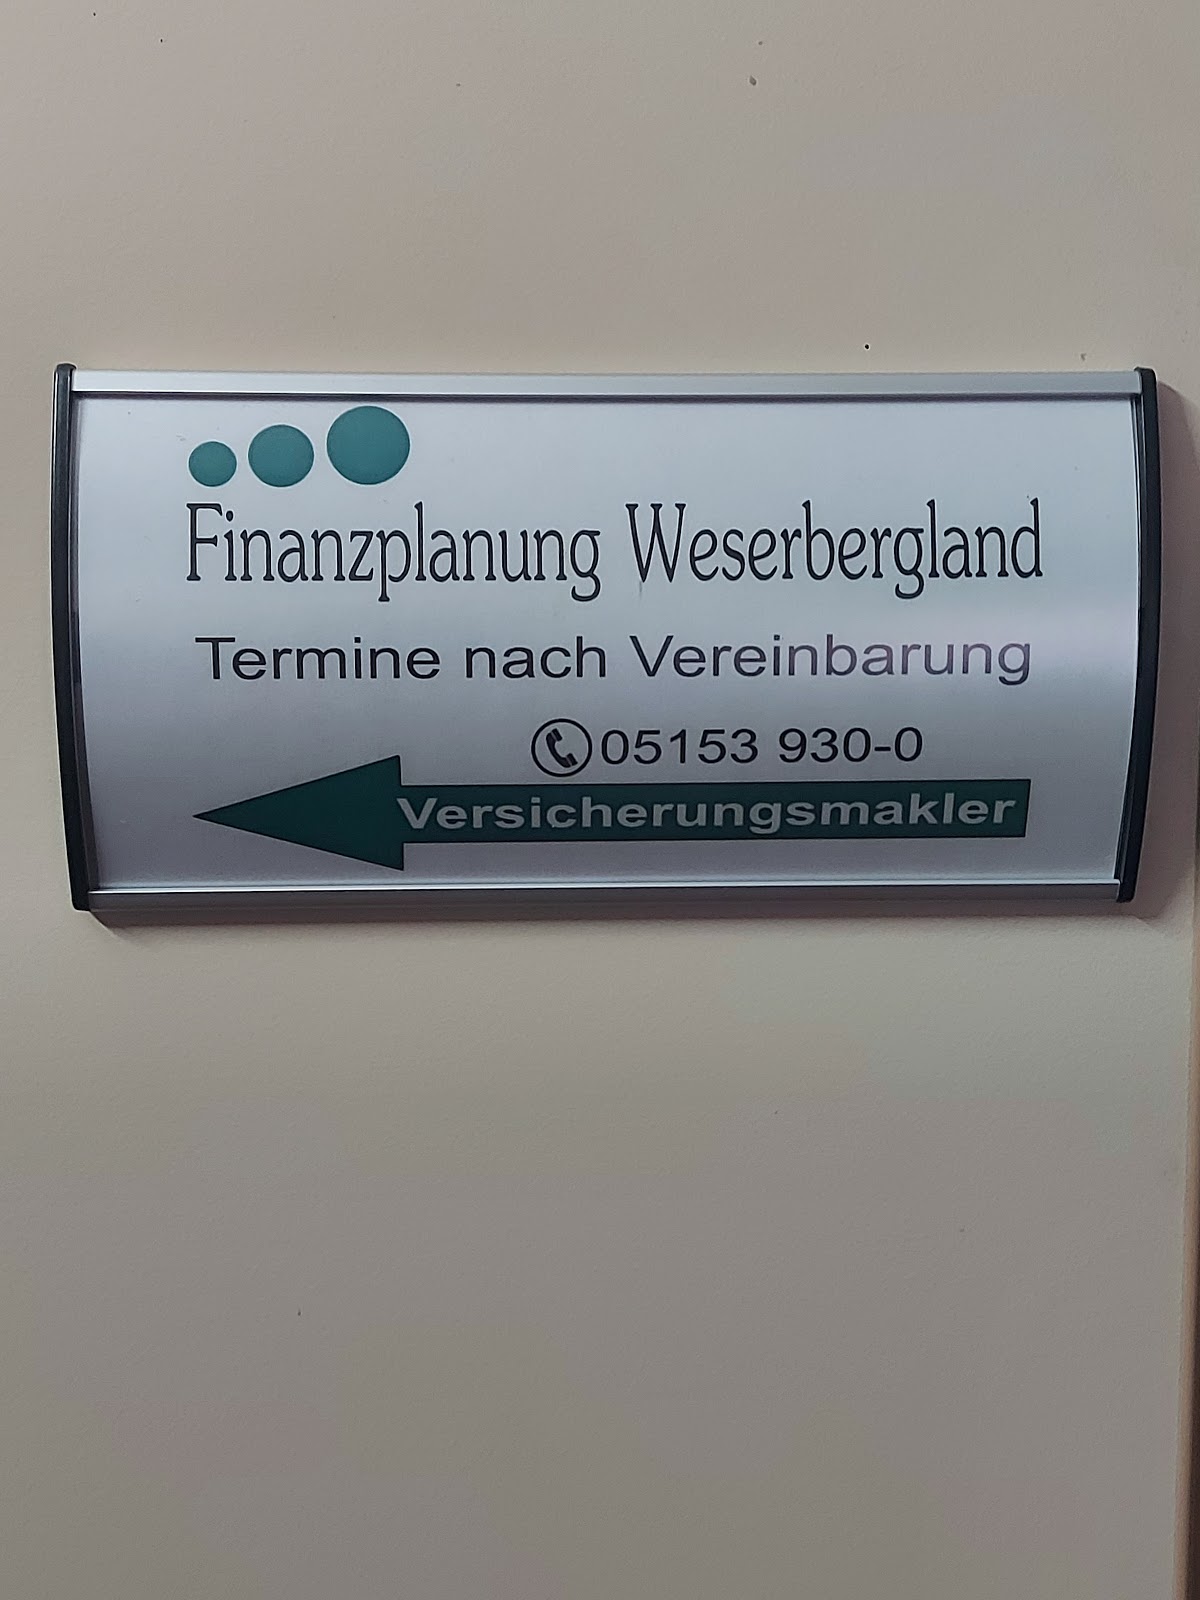 Finanzplanung Weserbergland
Termine nach Vereinbarung
05153 930-0
Versicherungsmakler